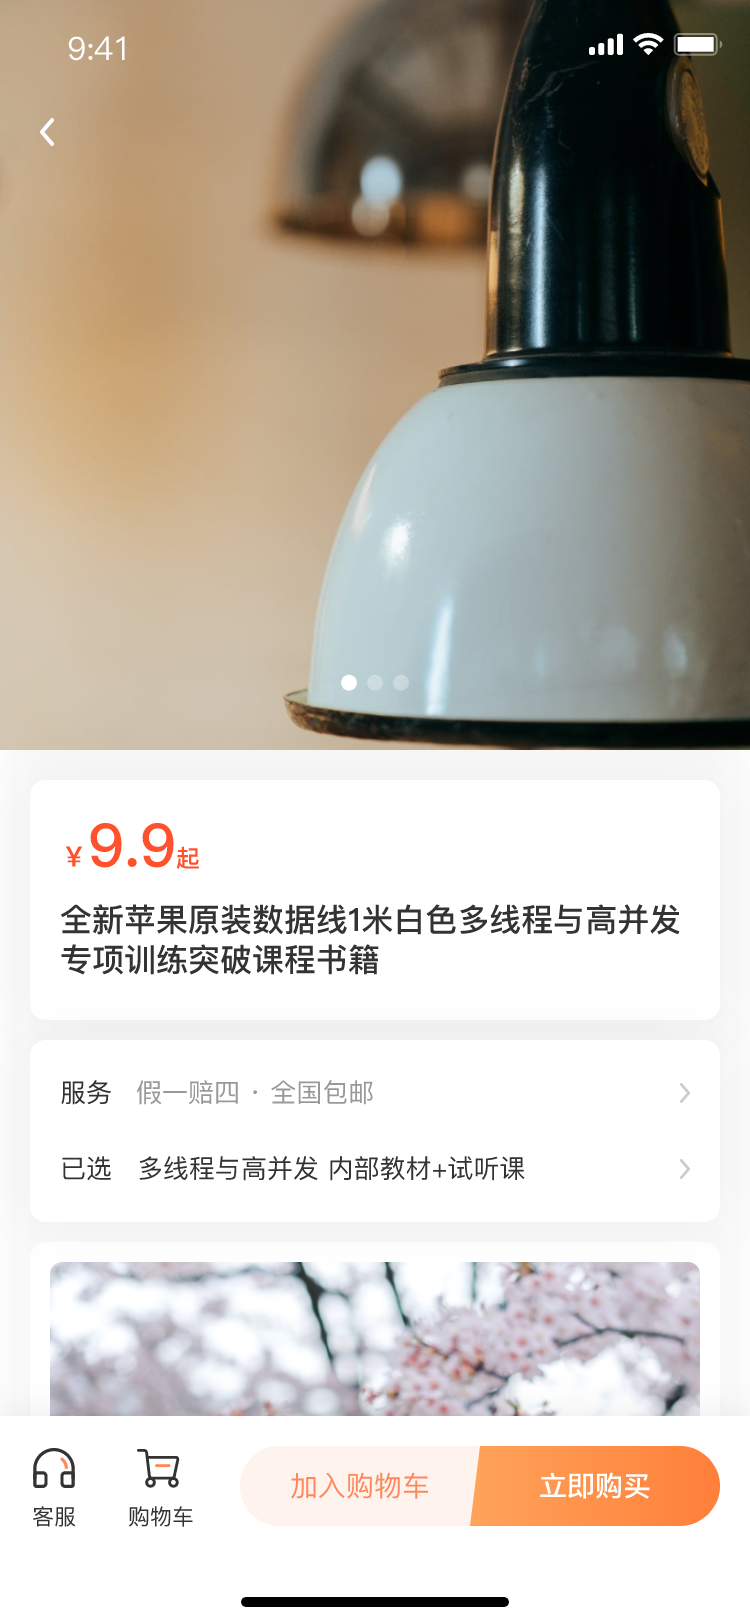 9:41
¥9.9起
全新苹果原装数据线1米白色多线程与高并发
专项训练突破课程书籍
服务 假一赔四 · 全国包邮
已选 多线程与高并发 内部教材+试听课
加入购物车 立即购买
客服 购物车